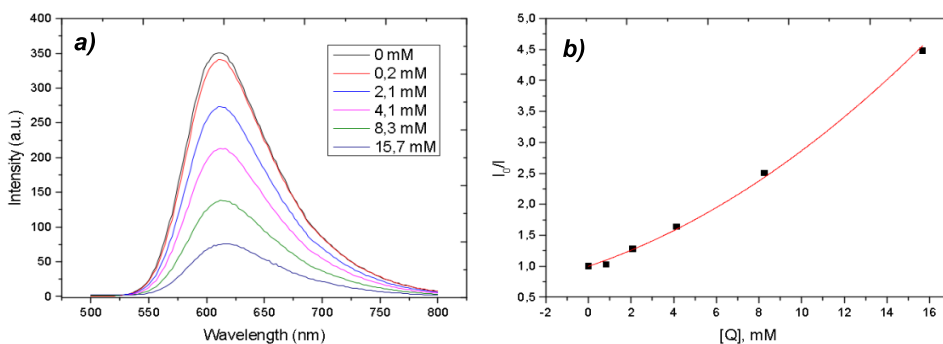 a)
400
350
300
250
200
150
100
50
0
Intensity (a.u.)
500 550 600 650 700 750 800
Wavelength (nm)
0 mM
0,2 mM
2,1 mM
4,1 mM
8,3 mM
15,7 mM
b)
5,0
4,5
4,0
3,5
3,0
2,5
2,0
1,5
1,0
0,5
I₀/I
-2 0 2 4 6 8 10 12 14 16
[Q], mM